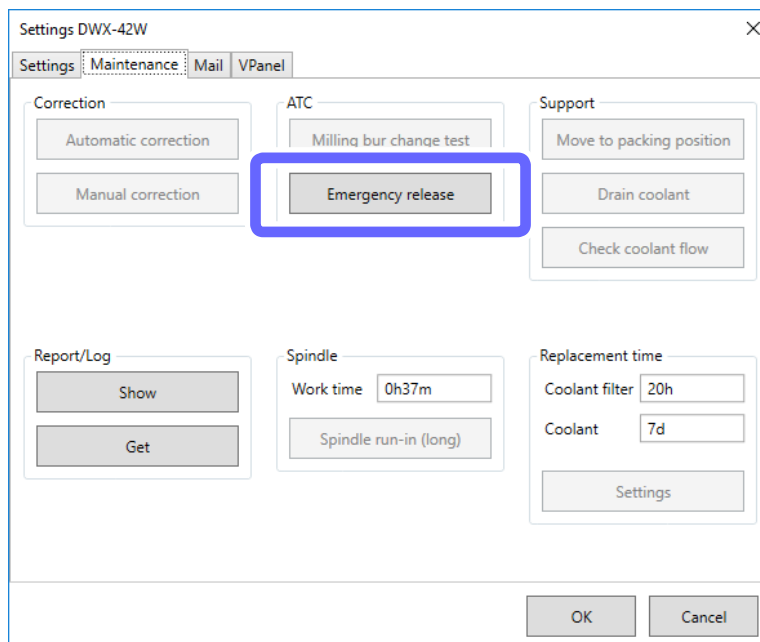 Settings DWX-42W
Settings Maintenance Mail VPanel
Correction
Automatic correction
Manual correction
ATC
Milling bur change test
Emergency release
Support
Move to packing position
Drain coolant
Check coolant flow
Report/Log
Show
Get
Spindle
Work time 0h37m
Spindle run-in (long)
Replacement time
Coolant filter 20h
Coolant 7d
Settings
OK Cancel